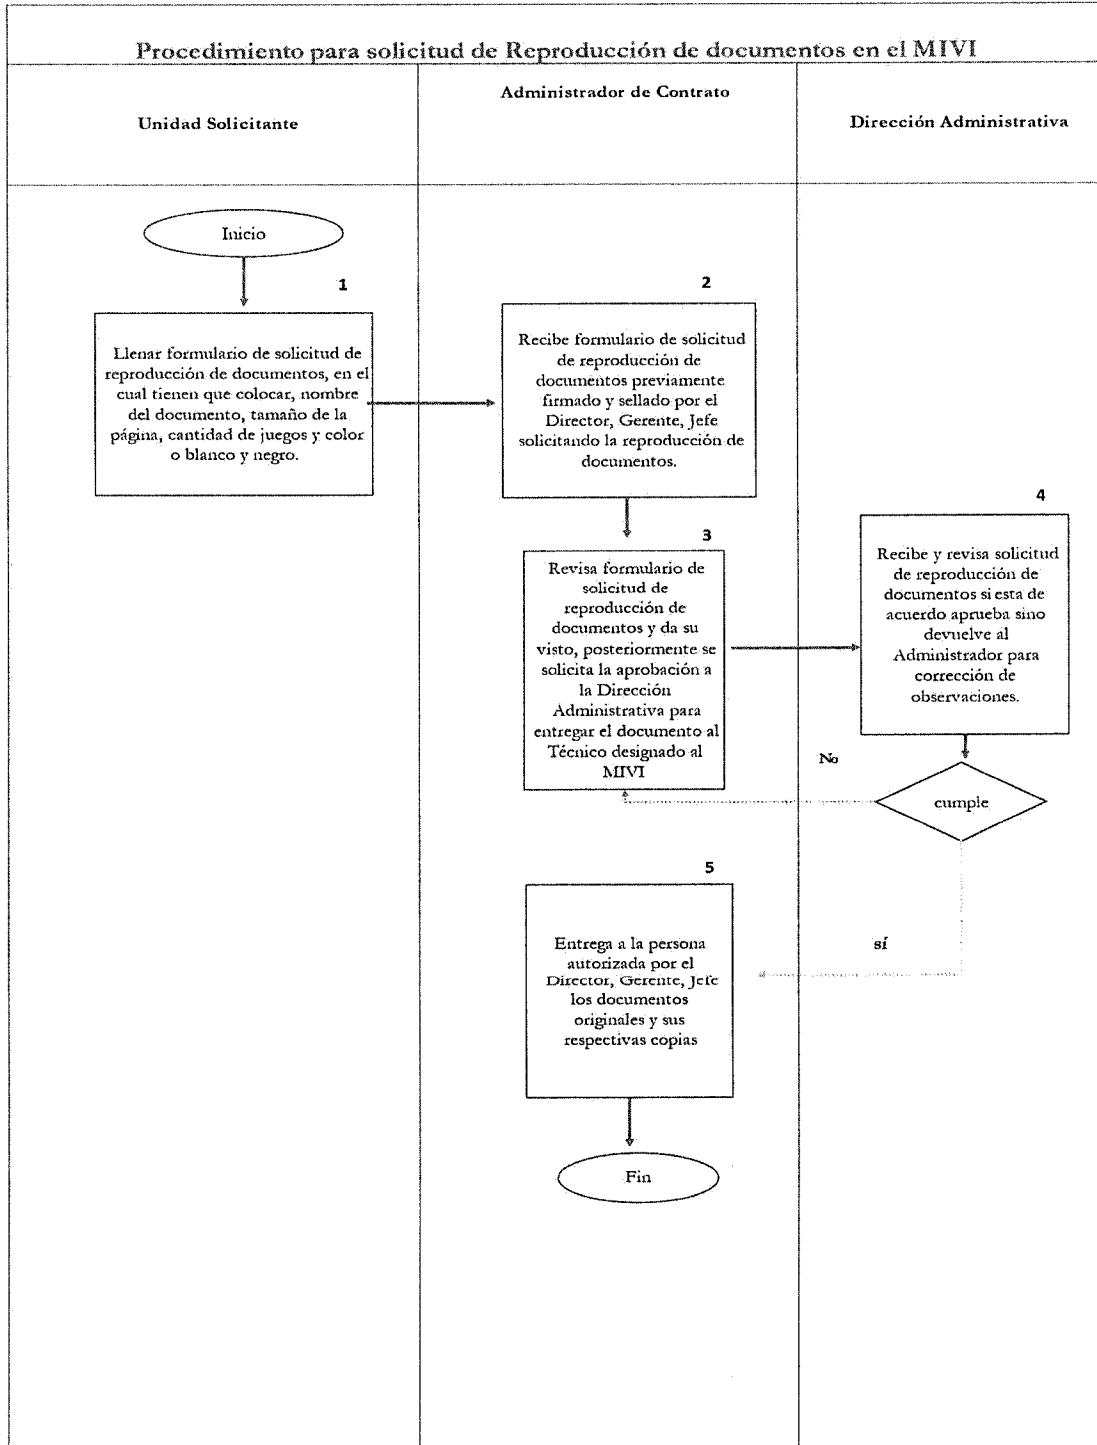 Procedimiento para solicitud de Reproducción de documentos en el MIVI
Unidad Solicitante
Administrador de Contrato
Dirección Administrativa
Inicio
1
Llenar formulario de solicitud de
reproducción de documentos, en el
cual tienen que colocar, nombre
del documento, tamaño de la
página, cantidad de juegos y color
o blanco y negro.
2
Recibe formulario de solicitud
de reproducción de
documentos previamente
firmado y sellado por el
Director, Gerente, Jefe
solicitando la reproducción de
documentos.
3
Revisa formulario de
solicitud de
reproducción de
documentos y da su
visto, posteriormente se
solicita la aprobación a
la Dirección
Administrativa para
entregar el documento al
Técnico designado al
MIVI
4
Recibe y revisa solicitud
de reproducción de
documentos si esta de
acuerdo aprueba sino
devuelve al
Administrador para
corrección de
observaciones.
No
cumple
sí
5
Entrega a la persona
autorizada por el
Director, Gerente, Jefe
los documentos
originales y sus
respectivas copias
Fin